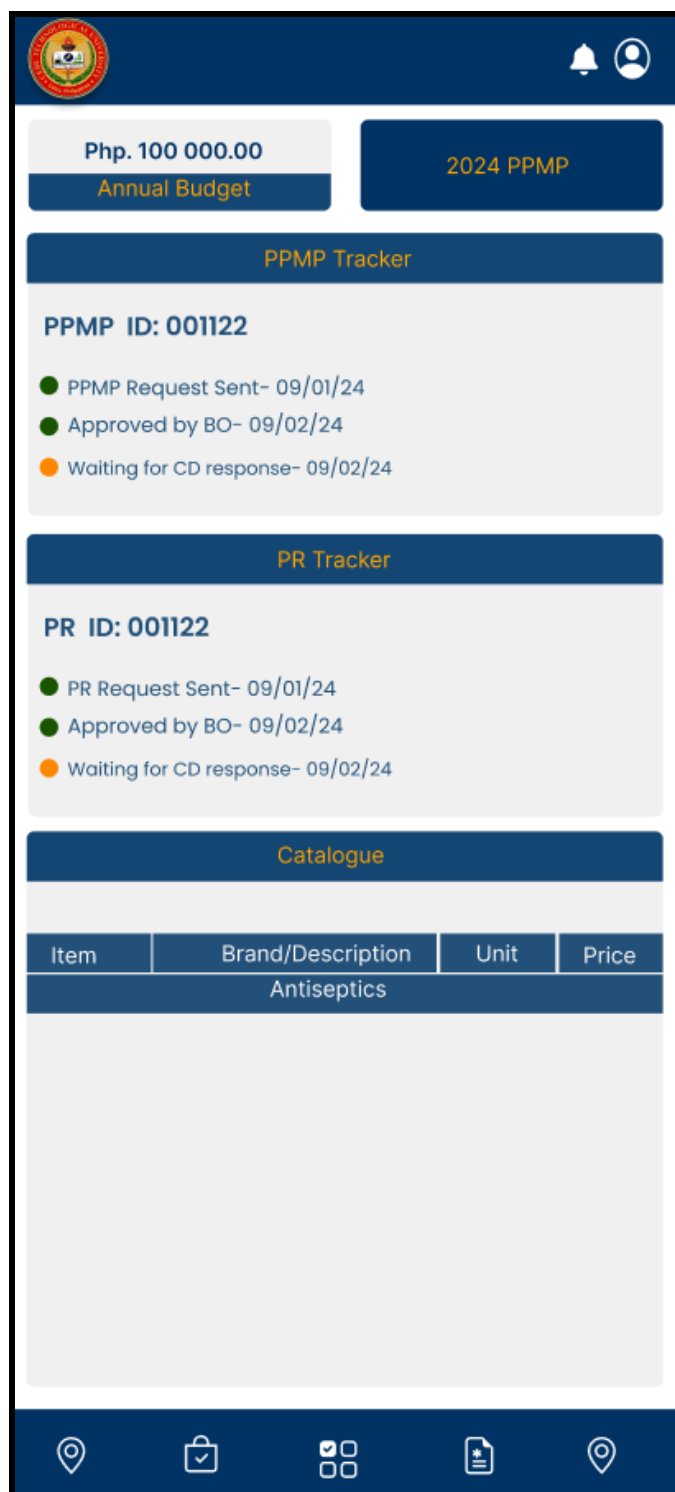 CEBU TECHNOLOGICAL UNIVERSITY
Php. 100 000.00
Annual Budget
2024 PPMP
PPMP Tracker
PPMP ID: 001122
PPMP Request Sent- 09/01/24
Approved by BO- 09/02/24
Waiting for CD response- 09/02/24
PR Tracker
PR ID: 001122
PR Request Sent- 09/01/24
Approved by BO- 09/02/24
Waiting for CD response- 09/02/24
Catalogue
Item Brand/Description Unit Price
Antiseptics